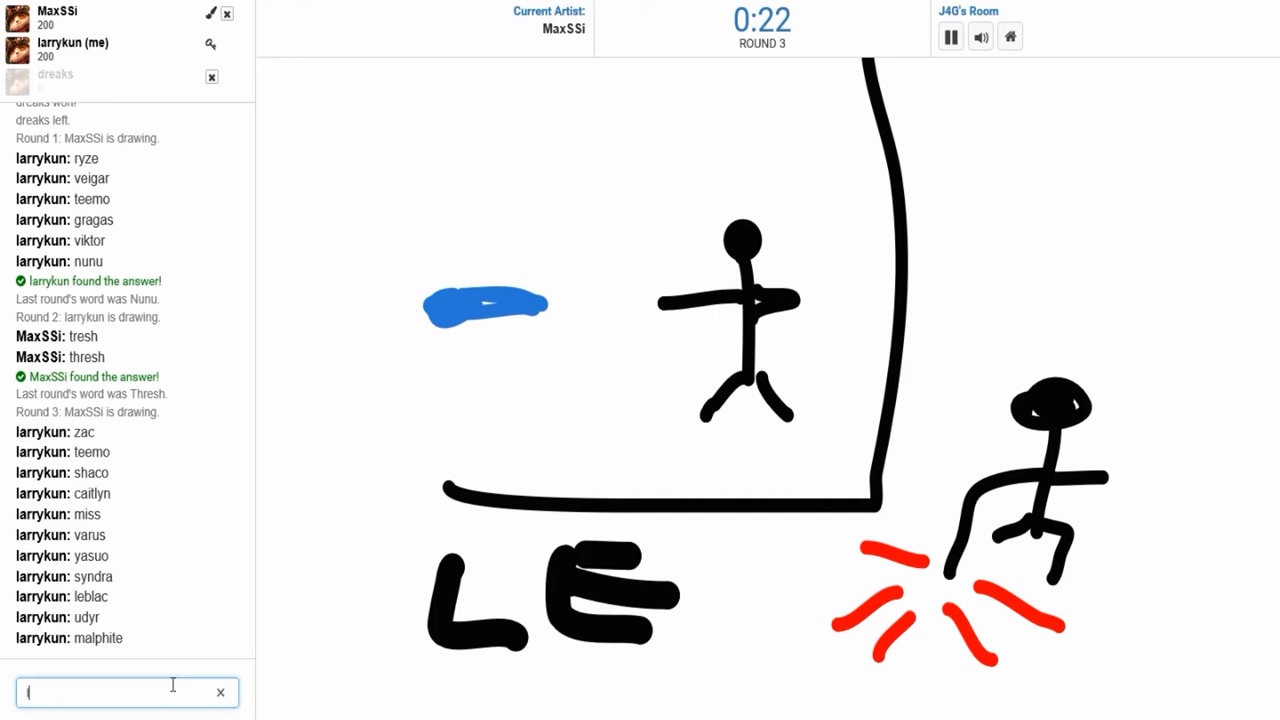 MaxSSi
200
larrykun (me)
200
dreaks
0
dreaks won!
dreaks left.
Round 1: MaxSSi is drawing.
larrykun: ryze
larrykun: veigar
larrykun: teemo
larrykun: gragas
larrykun: viktor
larrykun: nunu
larrykun found the answer!
Last round's word was Nunu.
Round 2: larrykun is drawing.
MaxSSi: tresh
MaxSSi: thresh
MaxSSi found the answer!
Last round's word was Thresh.
Round 3: MaxSSi is drawing.
larrykun: zac
larrykun: teemo
larrykun: shaco
larrykun: caitlyn
larrykun: miss
larrykun: varus
larrykun: yasuo
larrykun: syndra
larrykun: leblac
larrykun: udyr
larrykun: malphite
Current Artist:
MaxSSi
0:22
ROUND 3
J4G's Room
LE